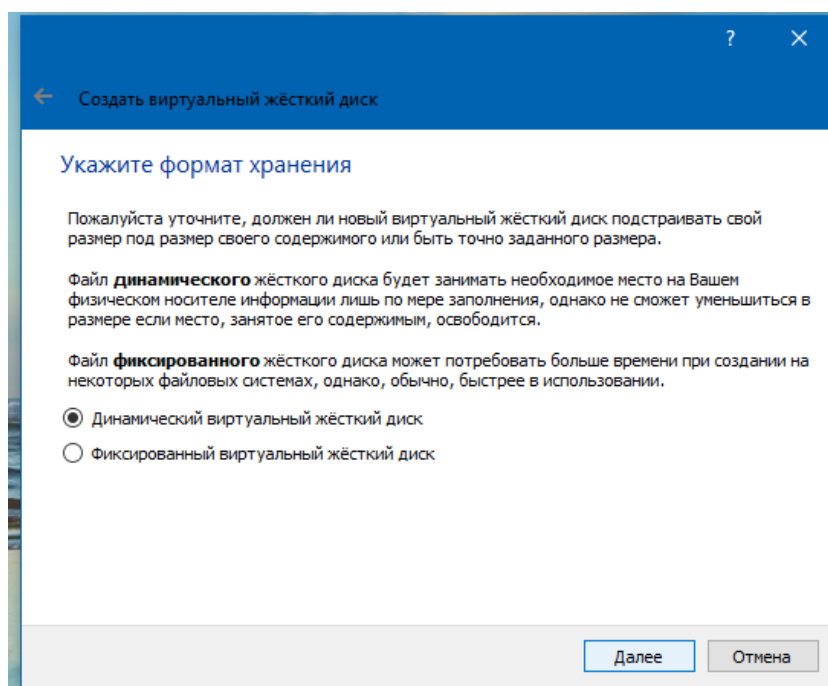 ?
Создать виртуальный жёсткий диск
Укажите формат хранения
Пожалуйста уточните, должен ли новый виртуальный жёсткий диск подстраивать свой
размер под размер своего содержимого или быть точно заданного размера.
Файл динамического жёсткого диска будет занимать необходимое место на Вашем
физическом носителе информации лишь по мере заполнения, однако не сможет уменьшиться в
размере если место, занятое его содержимым, освободится.
Файл фиксированного жёсткого диска может потребовать больше времени при создании на
некоторых файловых системах, однако, обычно, быстрее в использовании.
Динамический виртуальный жёсткий диск
Фиксированный виртуальный жёсткий диск
Далее Отмена